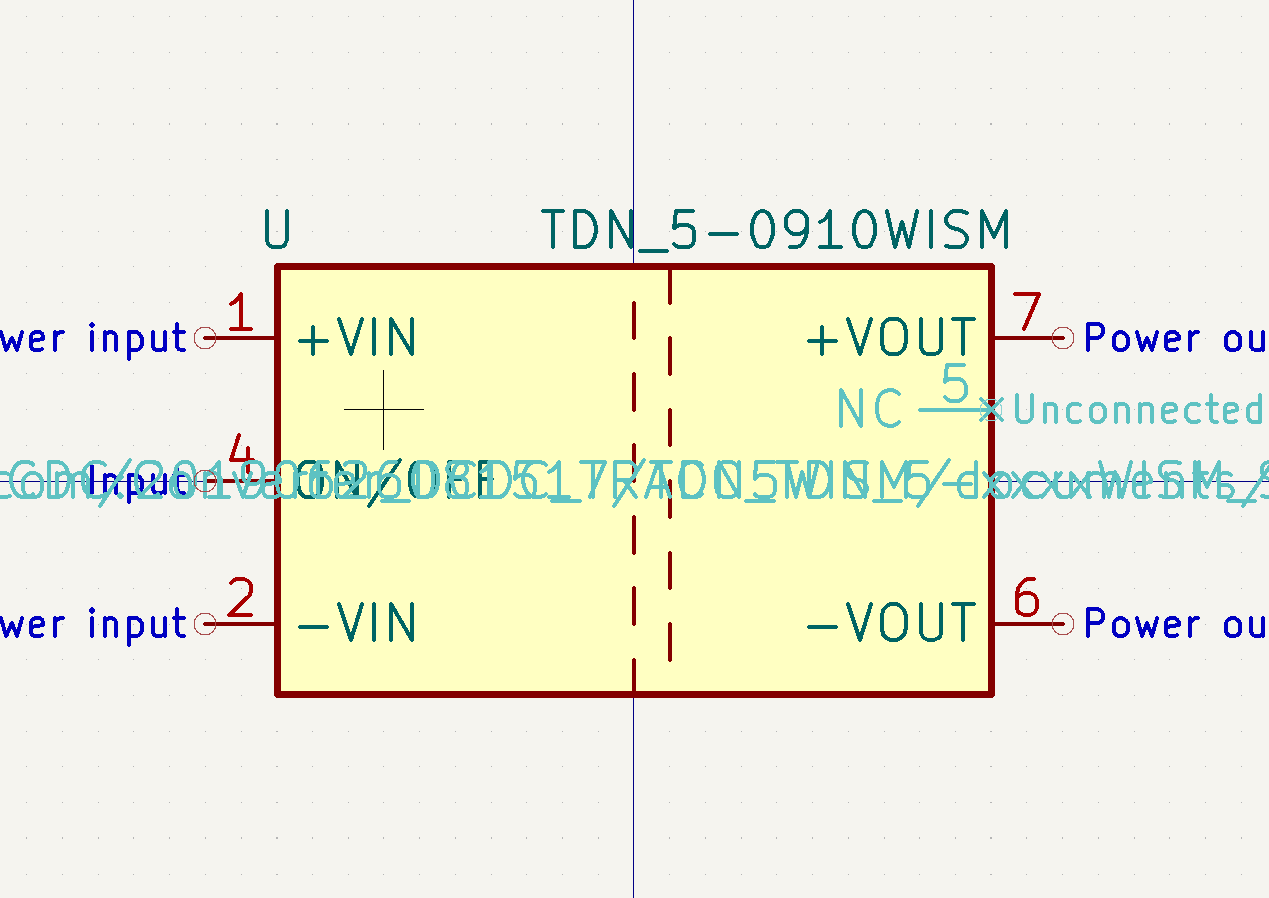 U TDN_5-0910WISM
wer input 1 +VIN +VOUT 7 Power ou
NC 5 Unconnected
Input 4 ON/OFF
wer input 2 -VIN -VOUT 6 Power ou